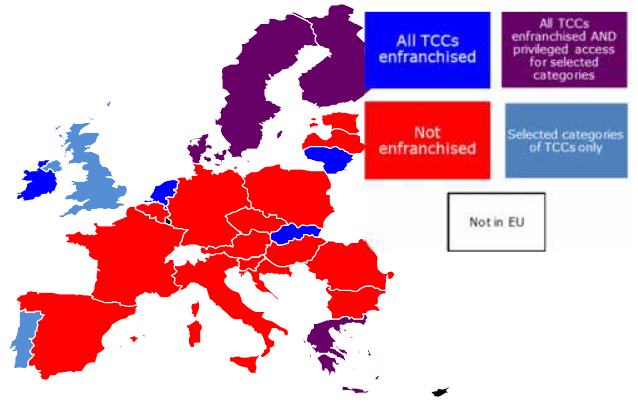 All TCCs
enfranchised
All TCCs
enfranchised AND
privileged access
for selected
categories
Not
enfranchised
Selected categories
of TCCs only
Not in EU